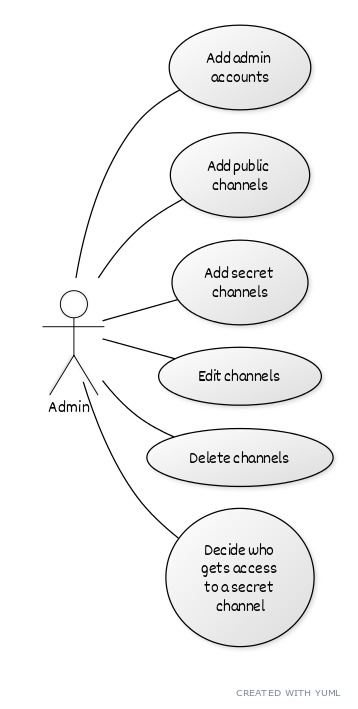 Add admin
accounts
Add public
channels
Add secret
channels
Edit channels
Admin
Delete channels
Decide who
gets access
to a secret
channel
CREATED WITH YUML